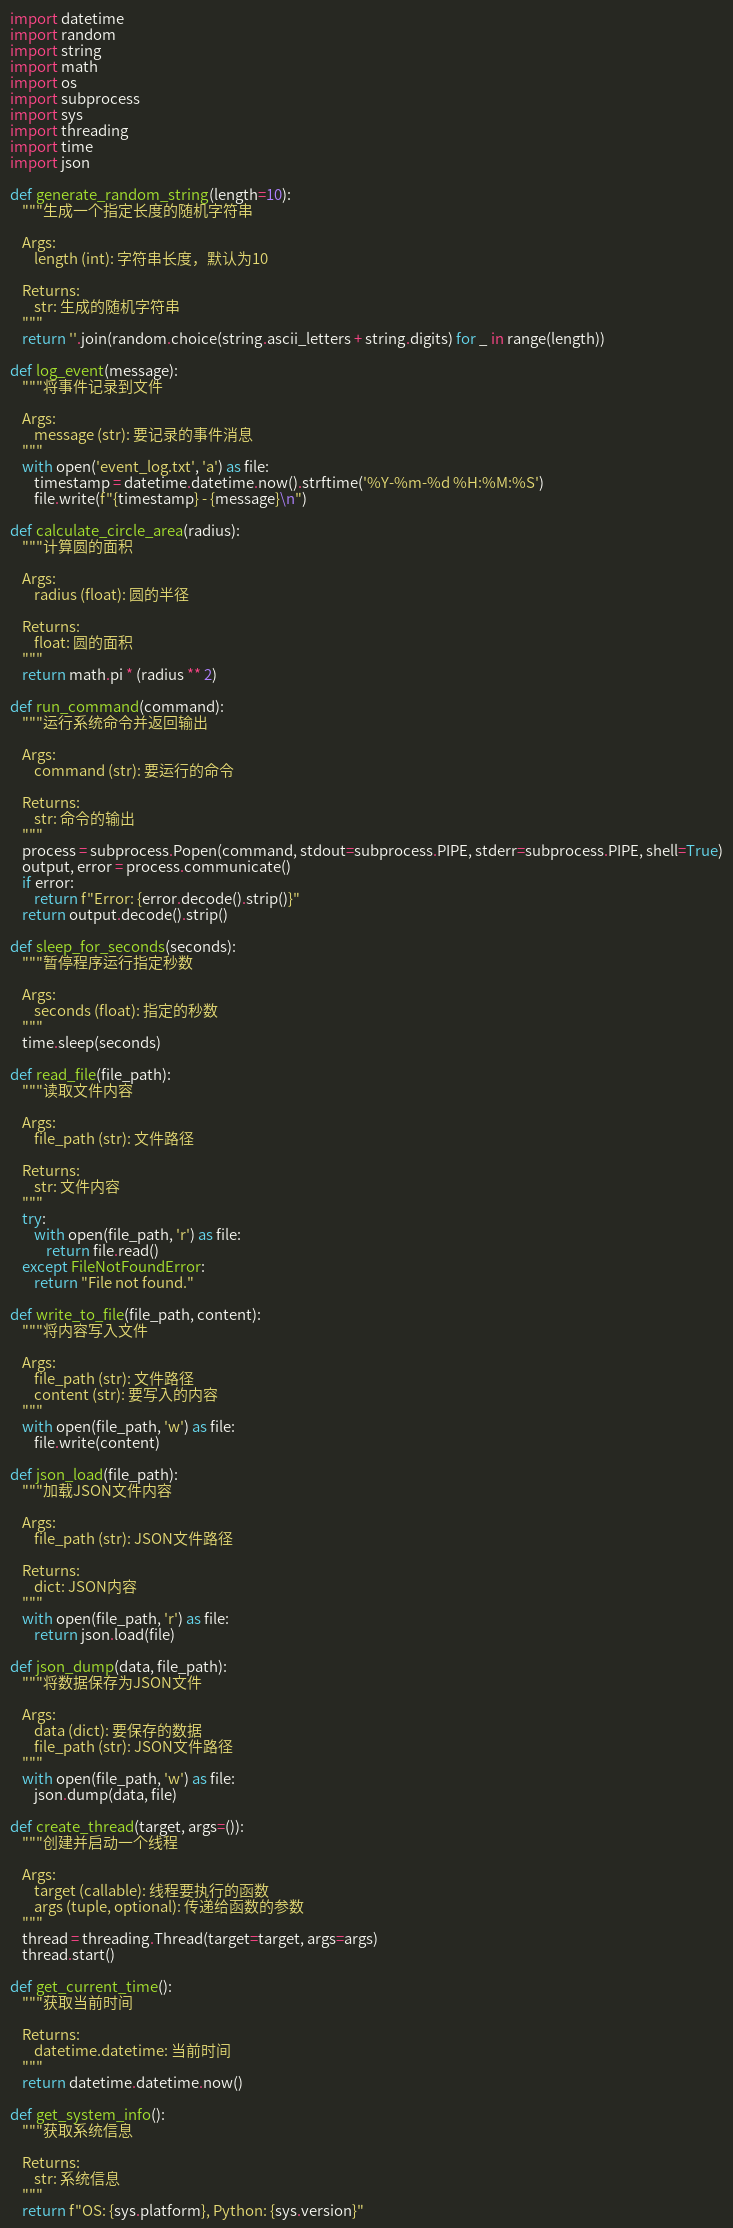 import datetime
import random
import string
import math
import os
import subprocess
import sys
import threading
import time
import json

def generate_random_string(length=10):
    """生成一个指定长度的随机字符串

    Args:
        length (int): 字符串长度，默认为10

    Returns:
        str: 生成的随机字符串
    """
    return ''.join(random.choice(string.ascii_letters + string.digits) for _ in range(length))

def log_event(message):
    """将事件记录到文件

    Args:
        message (str): 要记录的事件消息
    """
    with open('event_log.txt', 'a') as file:
        timestamp = datetime.datetime.now().strftime('%Y-%m-%d %H:%M:%S')
        file.write(f"{timestamp} - {message}\n")

def calculate_circle_area(radius):
    """计算圆的面积

    Args:
        radius (float): 圆的半径

    Returns:
        float: 圆的面积
    """
    return math.pi * (radius ** 2)

def run_command(command):
    """运行系统命令并返回输出

    Args:
        command (str): 要运行的命令

    Returns:
        str: 命令的输出
    """
    process = subprocess.Popen(command, stdout=subprocess.PIPE, stderr=subprocess.PIPE, shell=True)
    output, error = process.communicate()
    if error:
        return f"Error: {error.decode().strip()}"
    return output.decode().strip()

def sleep_for_seconds(seconds):
    """暂停程序运行指定秒数

    Args:
        seconds (float): 指定的秒数
    """
    time.sleep(seconds)

def read_file(file_path):
    """读取文件内容

    Args:
        file_path (str): 文件路径

    Returns:
        str: 文件内容
    """
    try:
        with open(file_path, 'r') as file:
            return file.read()
    except FileNotFoundError:
        return "File not found."

def write_to_file(file_path, content):
    """将内容写入文件

    Args:
        file_path (str): 文件路径
        content (str): 要写入的内容
    """
    with open(file_path, 'w') as file:
        file.write(content)

def json_load(file_path):
    """加载JSON文件内容

    Args:
        file_path (str): JSON文件路径

    Returns:
        dict: JSON内容
    """
    with open(file_path, 'r') as file:
        return json.load(file)

def json_dump(data, file_path):
    """将数据保存为JSON文件

    Args:
        data (dict): 要保存的数据
        file_path (str): JSON文件路径
    """
    with open(file_path, 'w') as file:
        json.dump(data, file)

def create_thread(target, args=()):
    """创建并启动一个线程

    Args:
        target (callable): 线程要执行的函数
        args (tuple, optional): 传递给函数的参数
    """
    thread = threading.Thread(target=target, args=args)
    thread.start()

def get_current_time():
    """获取当前时间

    Returns:
        datetime.datetime: 当前时间
    """
    return datetime.datetime.now()

def get_system_info():
    """获取系统信息

    Returns:
        str: 系统信息
    """
    return f"OS: {sys.platform}, Python: {sys.version}"